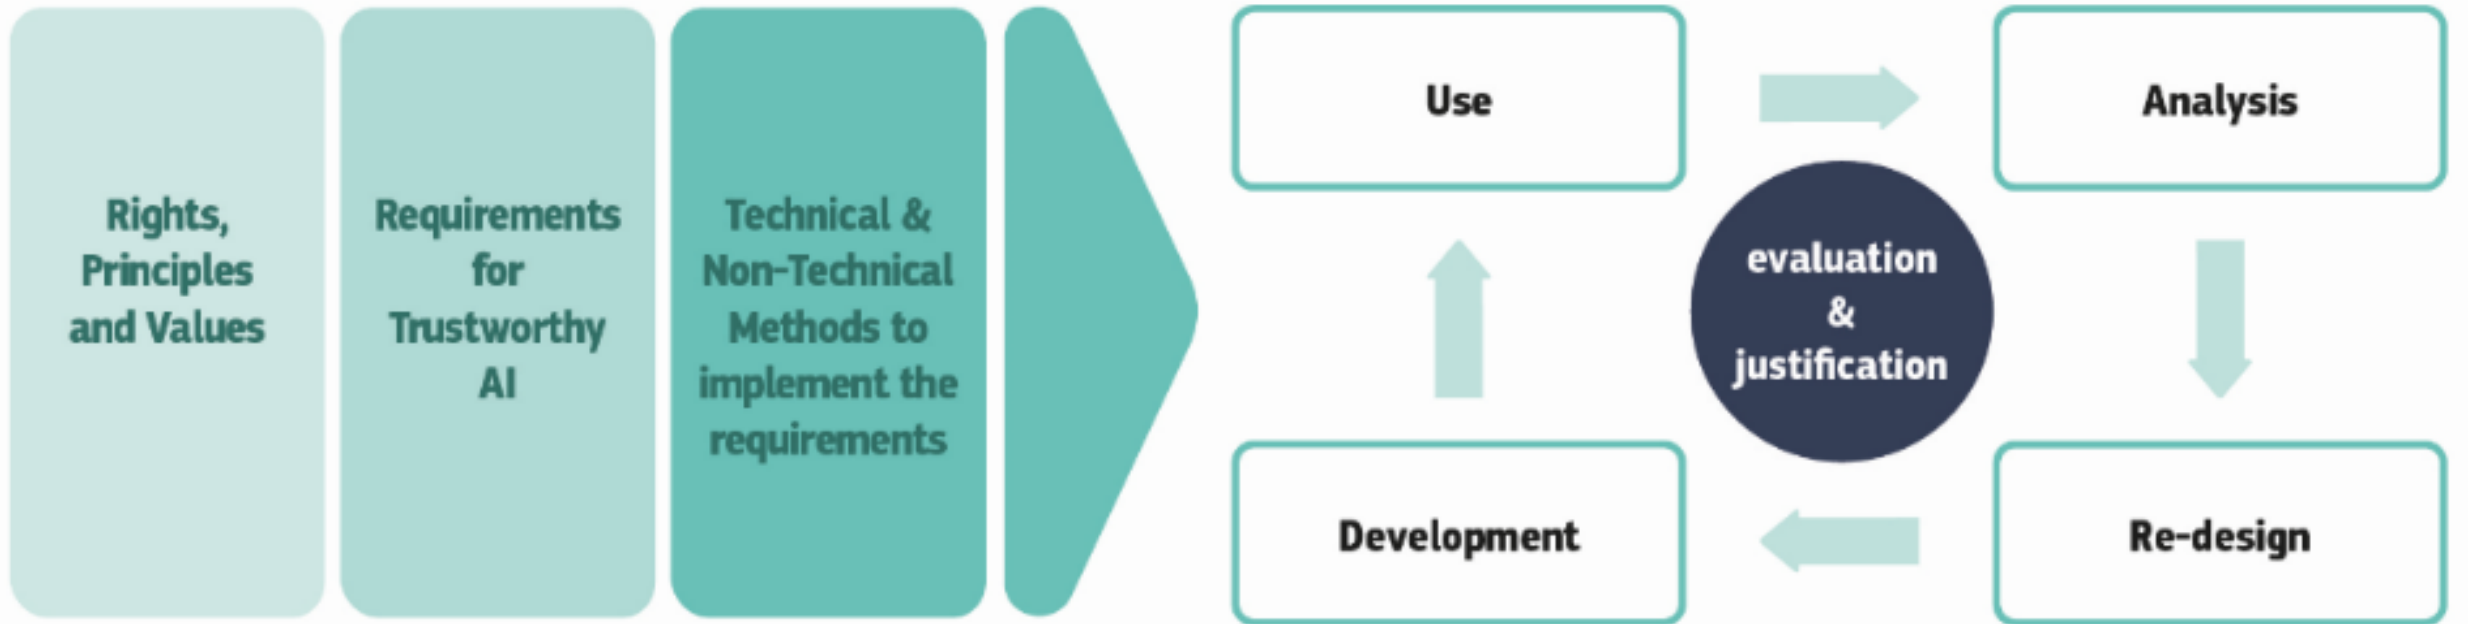 Rights,
Principles
and Values
Requirements
for
Trustworthy
AI
Technical &
Non-Technical
Methods to
implement the
requirements
Use
Analysis
evaluation
&
justification
Development
Re-design